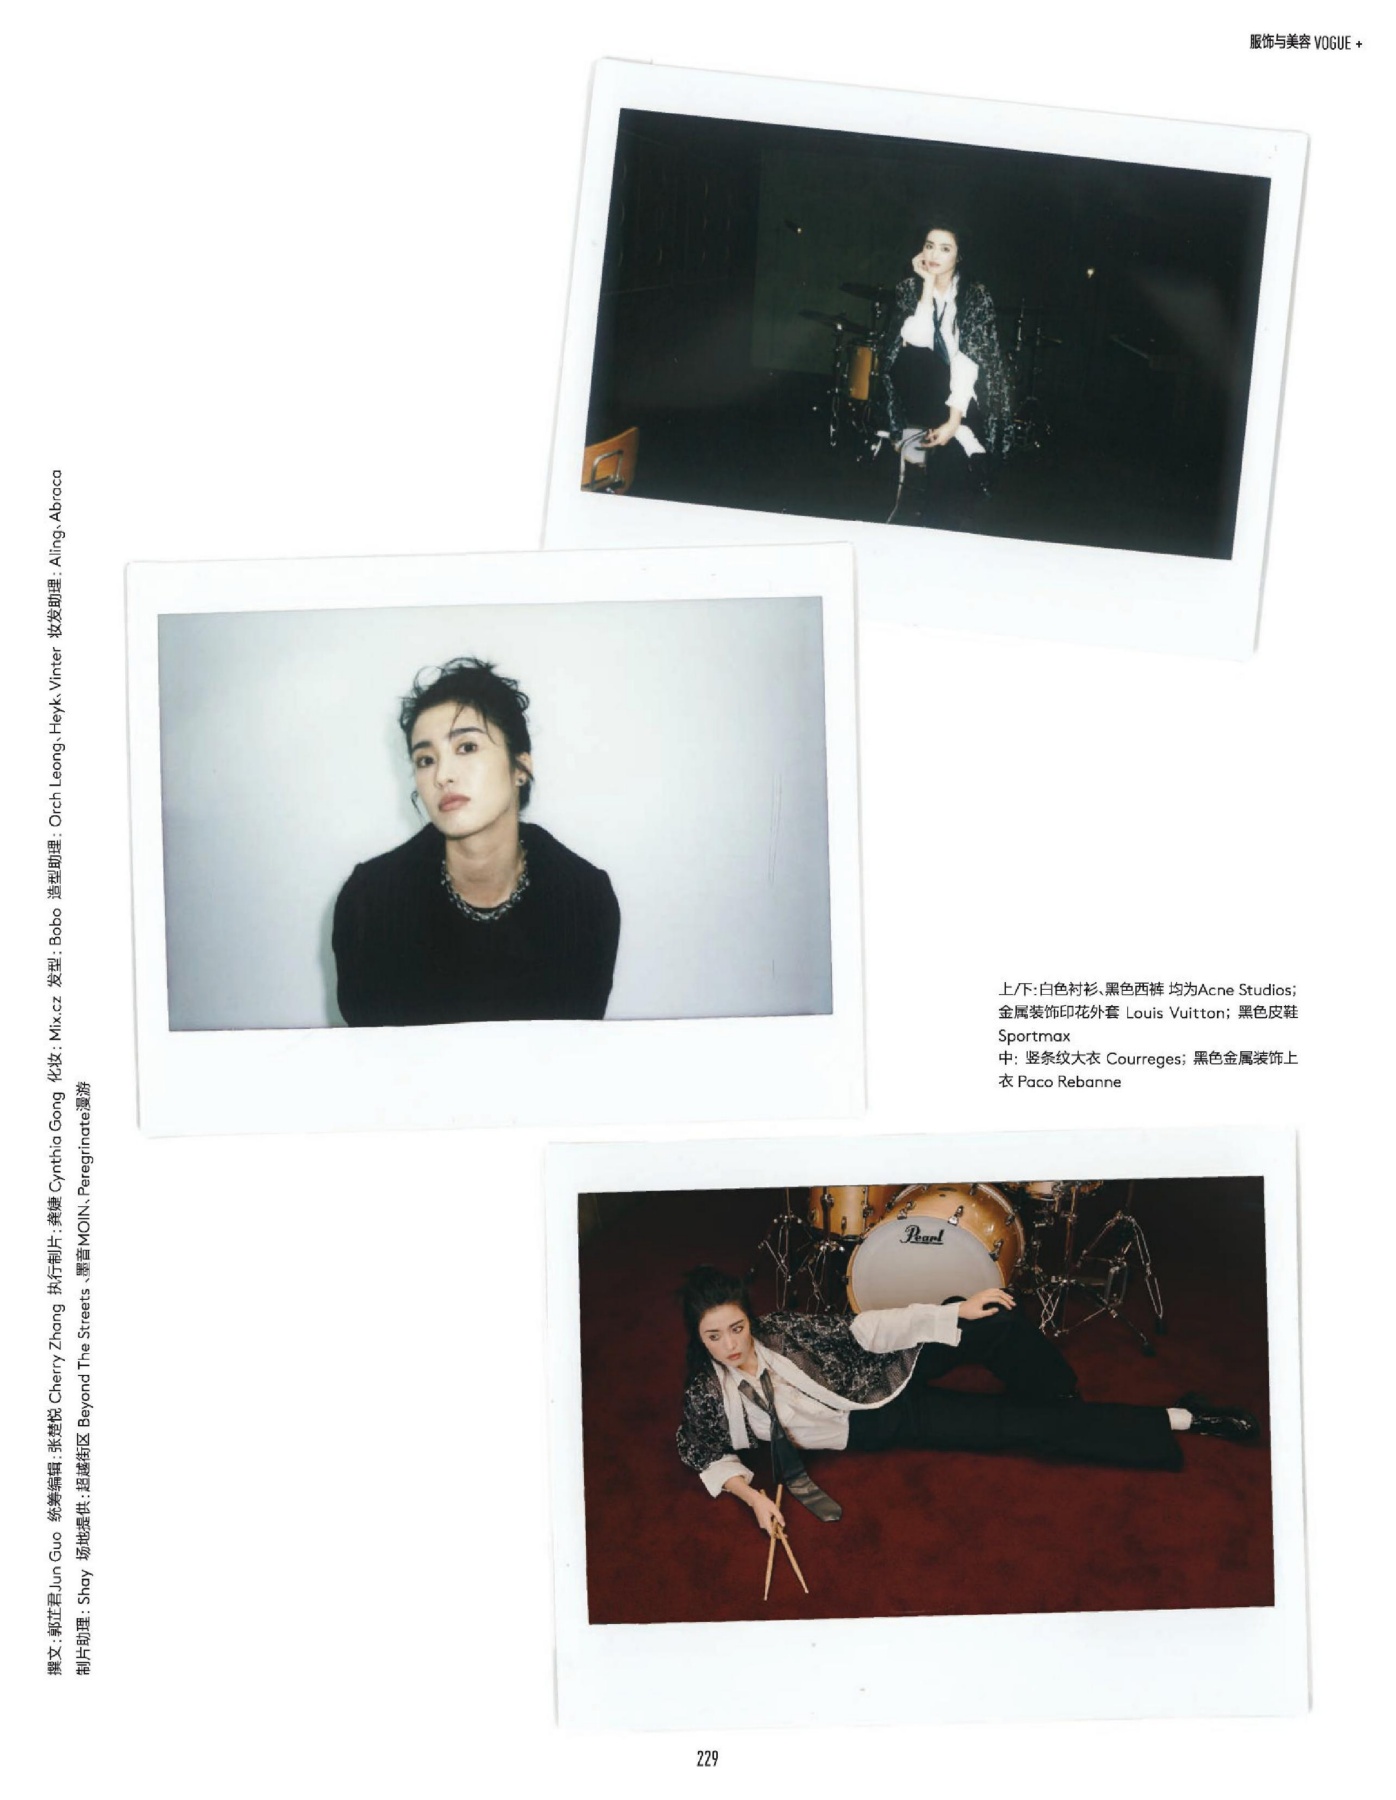 服饰与美容 VOGUE +
上/下:白色衬衫、黑色西裤 均为Acne Studios;
金属装饰印花外套 Louis Vuitton; 黑色皮鞋
Sportmax
中: 竖条纹大衣 Courreges; 黑色金属装饰上
衣 Paco Rebanne
Pearl
撰文:郭芷君Jun Guo 统筹编辑:张楚悦 Cherry Zhang 执行制片:龚婕 Cynthia Gong 化妆: Mix.cz 发型: Bobo 造型助理: Orch Leong、Heyk、Vinter 妆发助理: Aling、Abraca
制片助理: Shay 场地提供:超越街区 Beyond The Streets、墨音MOIN、Peregrinate漫游
229